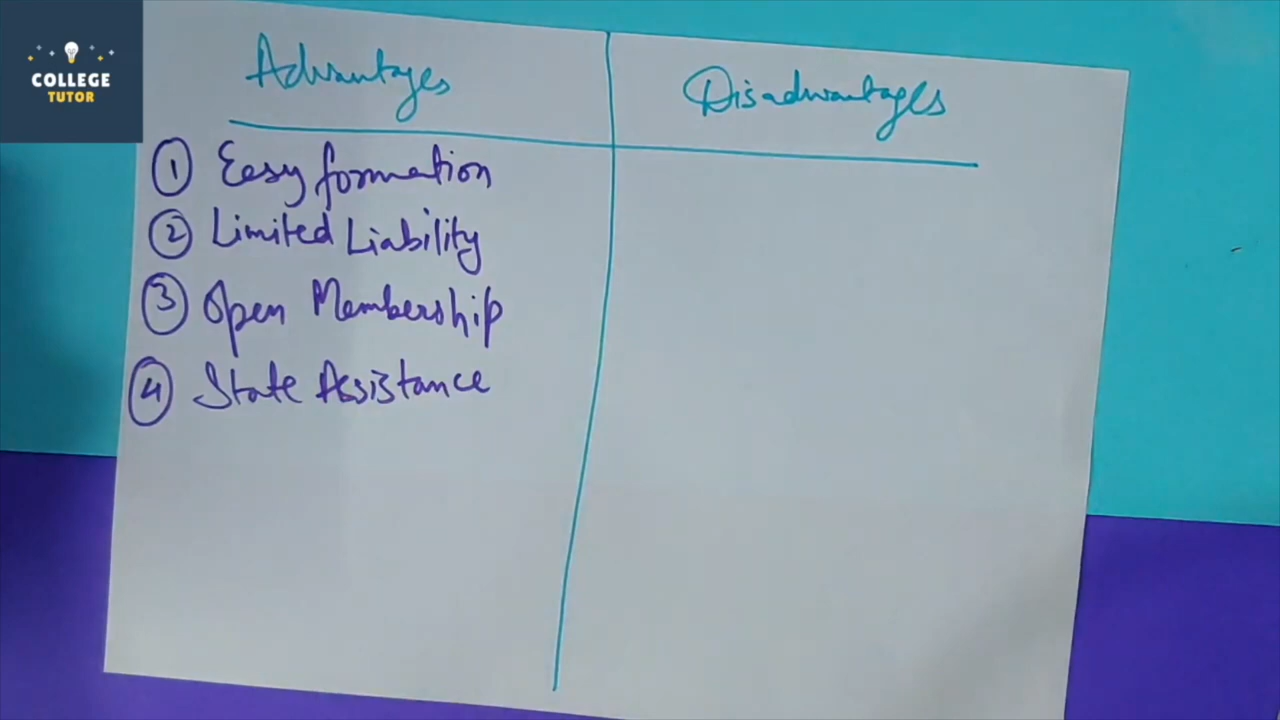 COLLEGE
TUTOR
Advantages
Disadvantages
1 Easy formation
2 Limited Liability
3 Open Membership
4 State Assistance